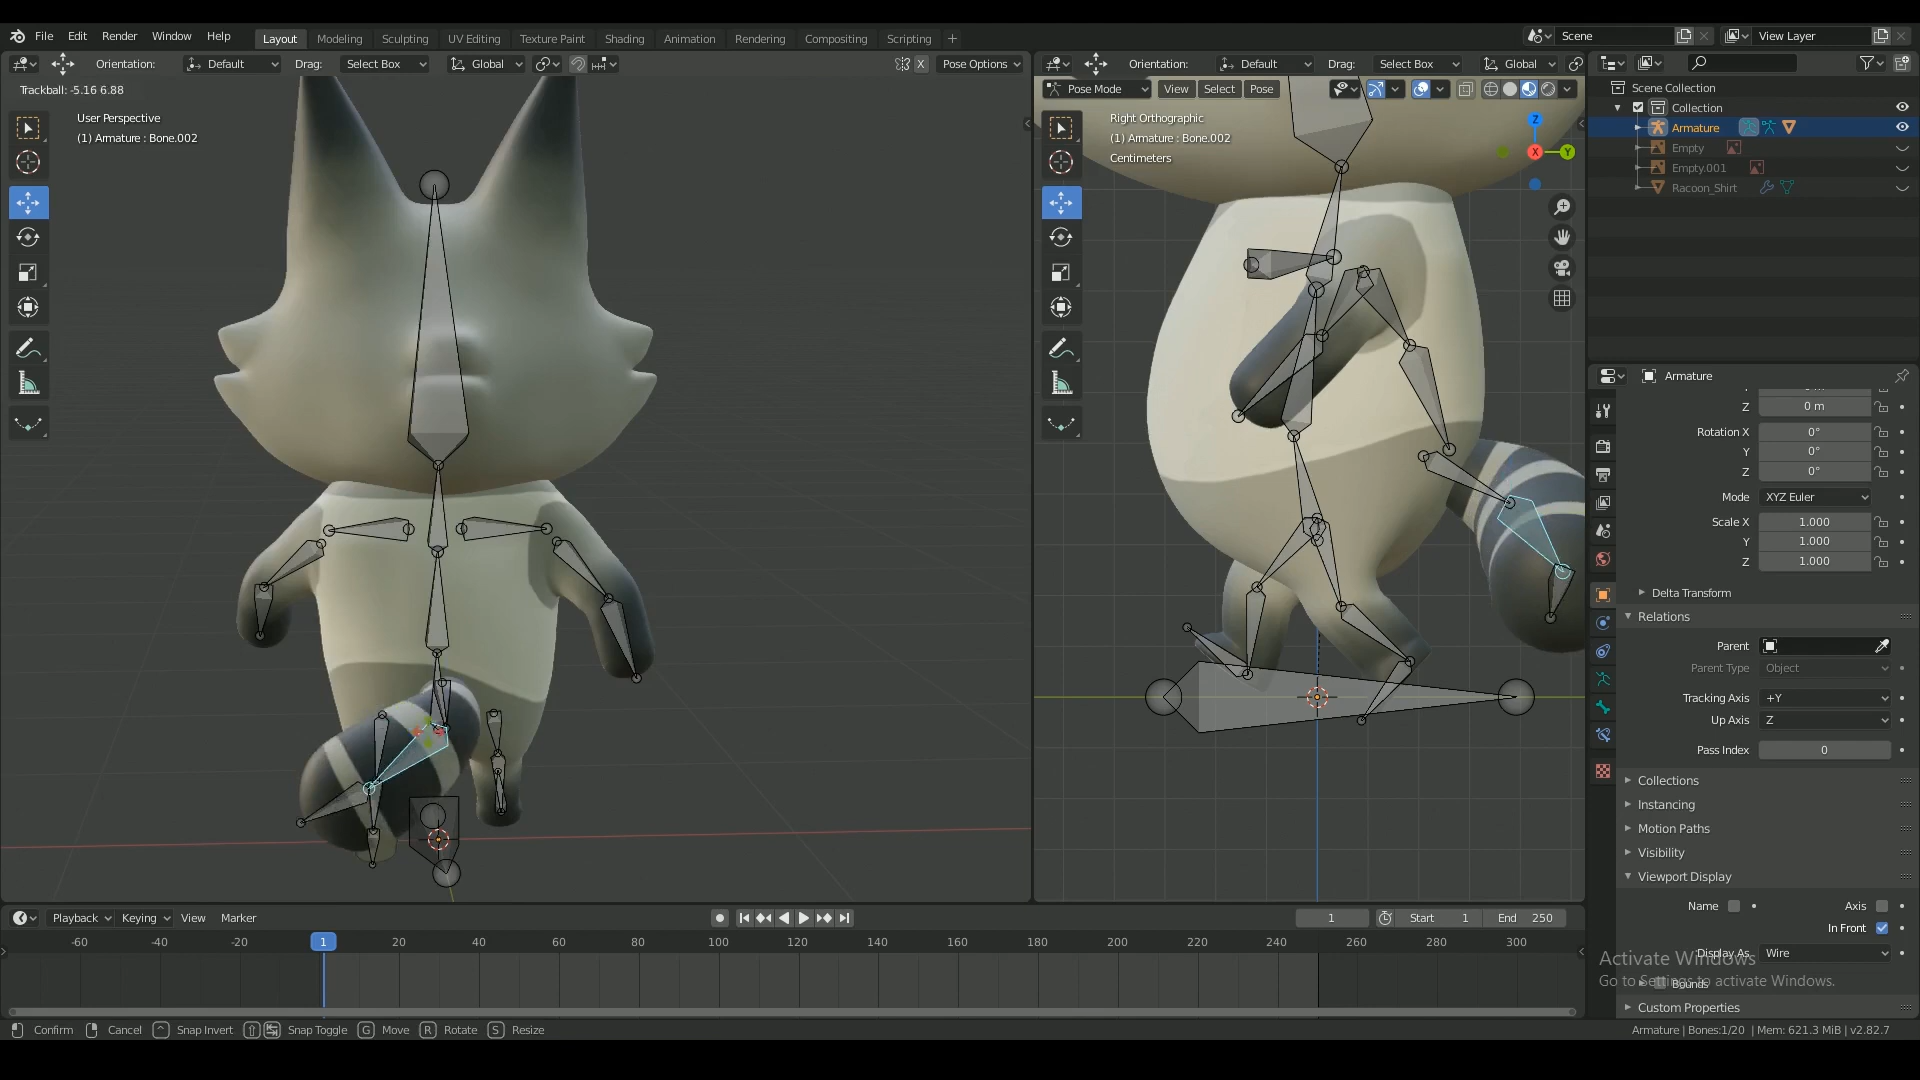 File Edit Render Window Help Layout Modeling Sculpting UV Editing Texture Paint Shading Animation Rendering Compositing Scripting + Scene View Layer
Orientation: Default Drag: Select Box Global X Pose Options
Orientation: Default Drag: Select Box Global
Trackball: -5.16 6.88
Pose Mode View Select Pose
User Perspective
(1) Armature : Bone.002
Right Orthographic
(1) Armature : Bone.002
Centimeters
Z
X
Y
Scene Collection
Collection
Armature
Empty
Empty.001
Racoon_Shirt
Armature
Z 0 m
Rotation X 0°
Y 0°
Z 0°
Mode XYZ Euler
Scale X 1.000
Y 1.000
Z 1.000
Delta Transform
Relations
Parent
Parent Type Object
Tracking Axis +Y
Up Axis Z
Pass Index 0
Collections
Instancing
Motion Paths
Visibility
Viewport Display
Name Axis
In Front
Display As Wire
Bounds
Custom Properties
Activate Windows
Go to Settings to activate Windows.
Playback Keying View Marker 1 Start 1 End 250
-60 -40 -20 1 20 40 60 80 100 120 140 160 180 200 220 240 260 280 300
Confirm Cancel Snap Invert Snap Toggle G Move R Rotate S Resize
Armature | Bones:1/20 | Mem: 621.3 MiB | v2.82.7